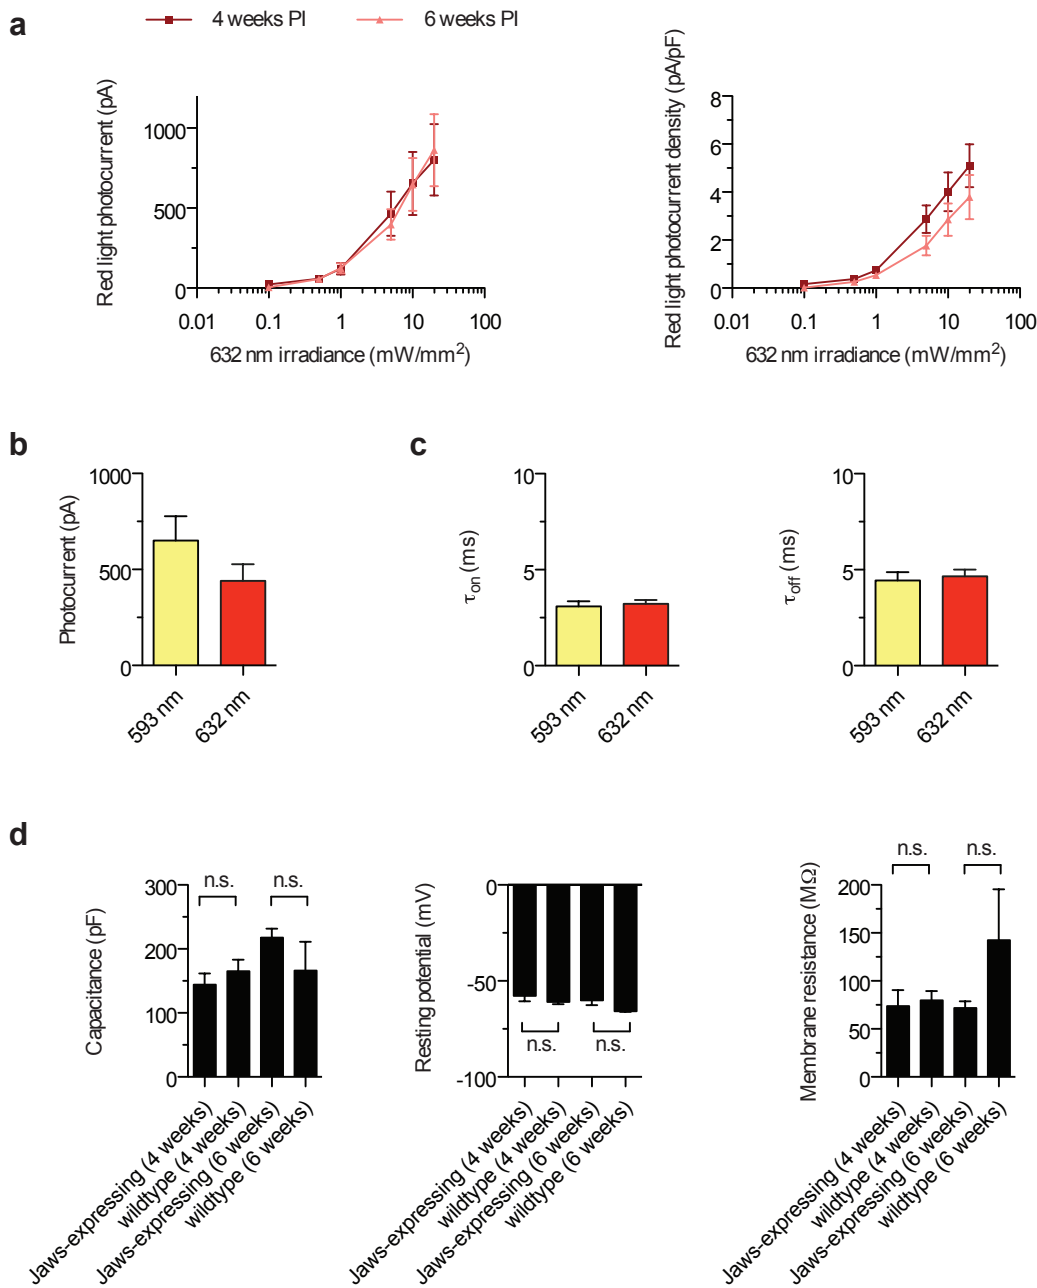 a
4 weeks PI
6 weeks PI
Red light photocurrent (pA)
1000
500
0
0.01
0.1
1
10
100
632 nm irradiance (mW/mm²)
Red light photocurrent density (pA/pF)
8
6
4
2
0
0.01
0.1
1
10
100
632 nm irradiance (mW/mm²)
b
Photocurrent (pA)
1000
500
0
593 nm
632 nm
c
τon (ms)
10
5
0
593 nm
632 nm
τoff (ms)
10
5
0
593 nm
632 nm
d
Capacitance (pF)
300
200
100
0
n.s.
n.s.
Jaws-expressing (4 weeks)
wildtype (4 weeks)
Jaws-expressing (6 weeks)
wildtype (6 weeks)
Resting potential (mV)
0
-50
-100
n.s.
n.s.
Jaws-expressing (4 weeks)
wildtype (4 weeks)
Jaws-expressing (6 weeks)
wildtype (6 weeks)
Membrane resistance (MΩ)
200
150
100
50
0
n.s.
n.s.
Jaws-expressing (4 weeks)
wildtype (4 weeks)
Jaws-expressing (6 weeks)
wildtype (6 weeks)